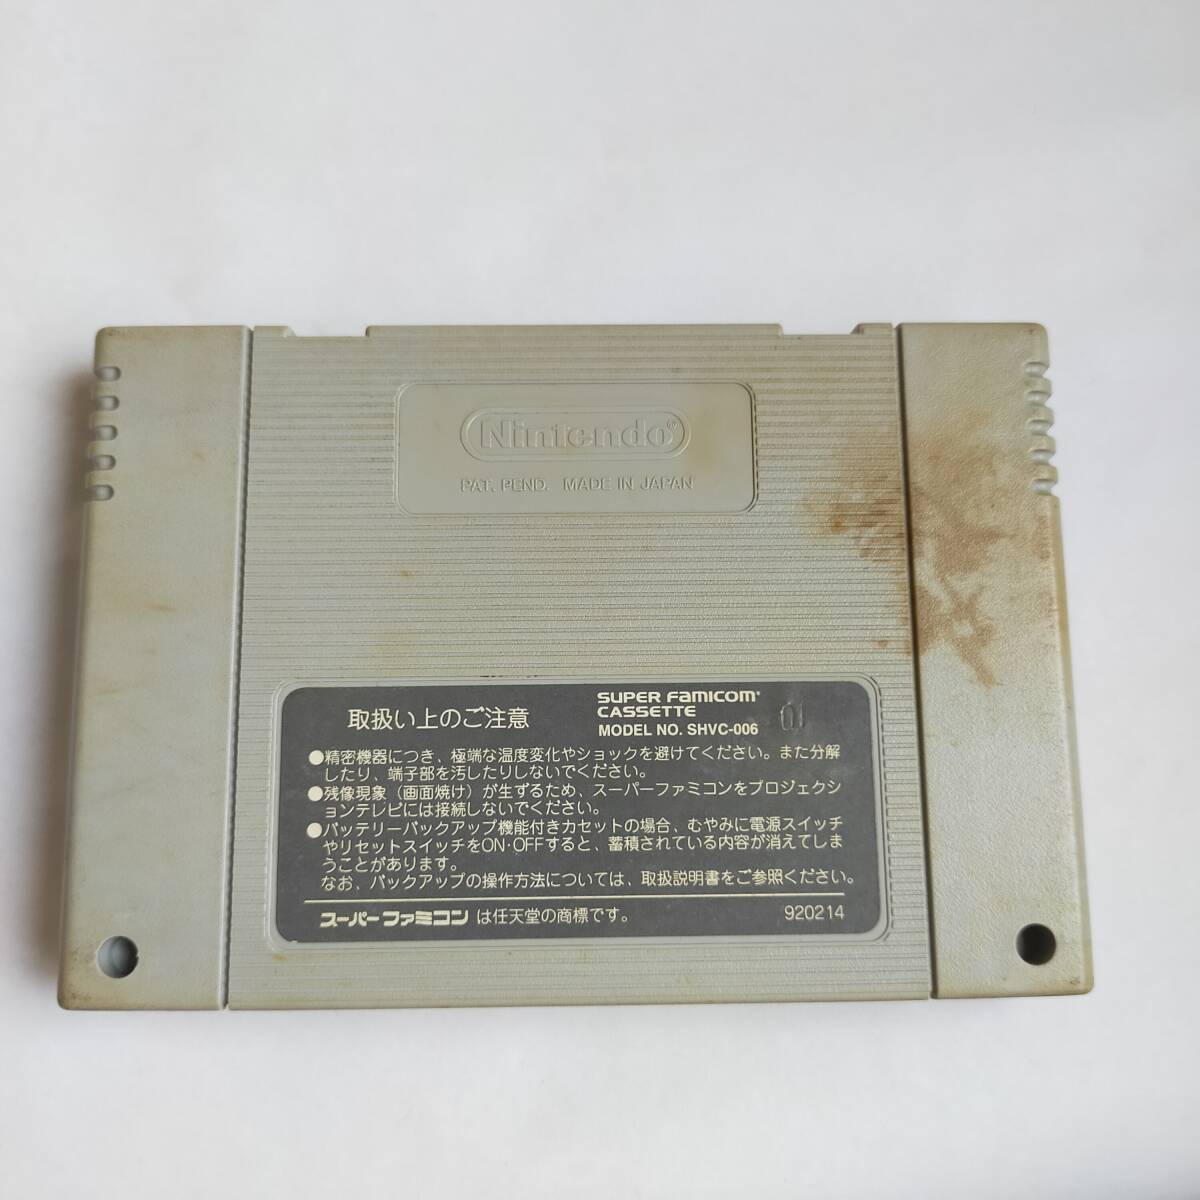 Nintendo®
PAT. PEND. MADE IN JAPAN
取扱い上のご注意
SUPER FAMICOM
CASSETTE
MODEL NO. SHVC-006
01
●精密機器につき、極端な温度変化やショックを避けてください。また分解
したり、端子部を汚したりしないでください。
●残像現象（画面焼け）が生ずるため、スーパーファミコンをプロジェクシ
ョンテレビには接続しないでください。
●バッテリーバックアップ機能付きカセットの場合、むやみに電源スイッチ
やリセットスイッチをON・OFFすると、蓄積されている内容が消えてしま
うことがあります。
なお、バックアップの操作方法については、取扱説明書をご参照ください。
スーパーファミコン は任天堂の商標です。
920214